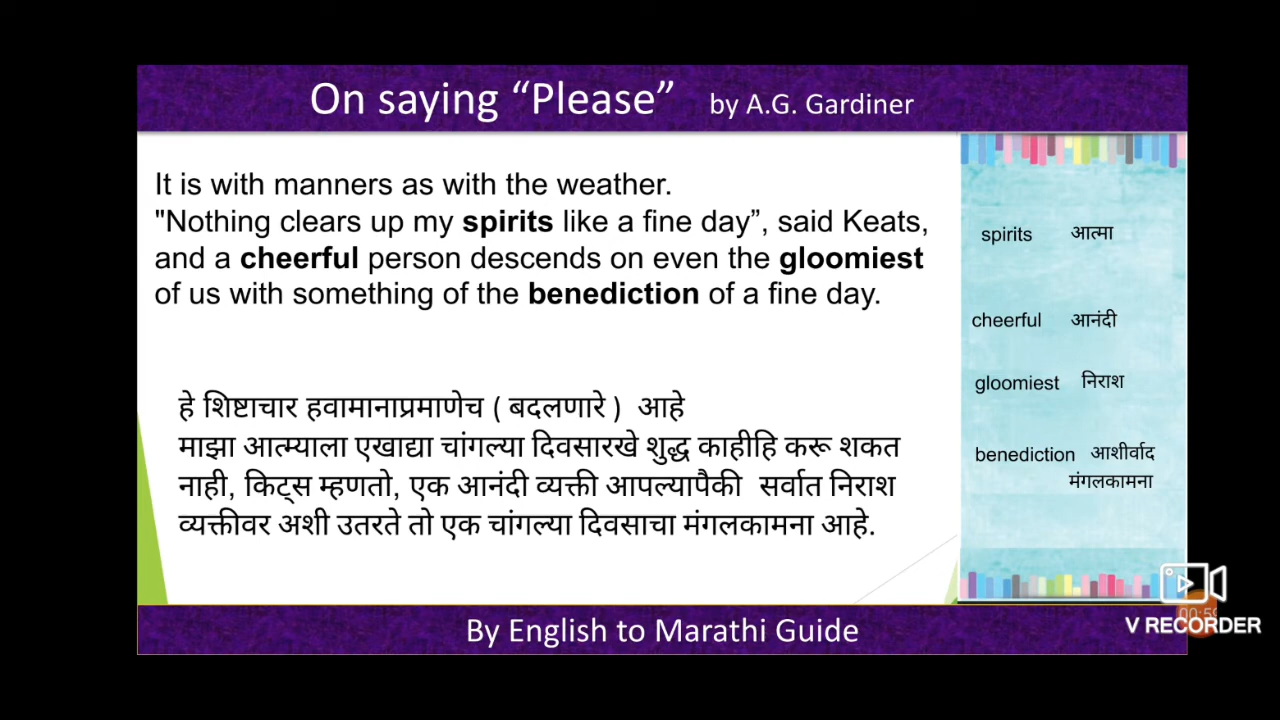 On saying “Please” by A.G. Gardiner
It is with manners as with the weather.
"Nothing clears up my spirits like a fine day”, said Keats,
and a cheerful person descends on even the gloomiest
of us with something of the benediction of a fine day.
हे शिष्टाचार हवामानाप्रमाणेच ( बदलणारे ) आहे
माझा आत्म्याला एखाद्या चांगल्या दिवसारखे शुद्ध काहीहि करू शकत
नाही, किट्स म्हणतो, एक आनंदी व्यक्ती आपल्यापैकी सर्वात निराश
व्यक्तीवर अशी उतरते तो एक चांगल्या दिवसाचा मंगलकामना आहे.
spirits आत्मा
cheerful आनंदी
gloomiest निराश
benediction आशीर्वाद
मंगलकामना
By English to Marathi Guide
00:59
V RECORDER